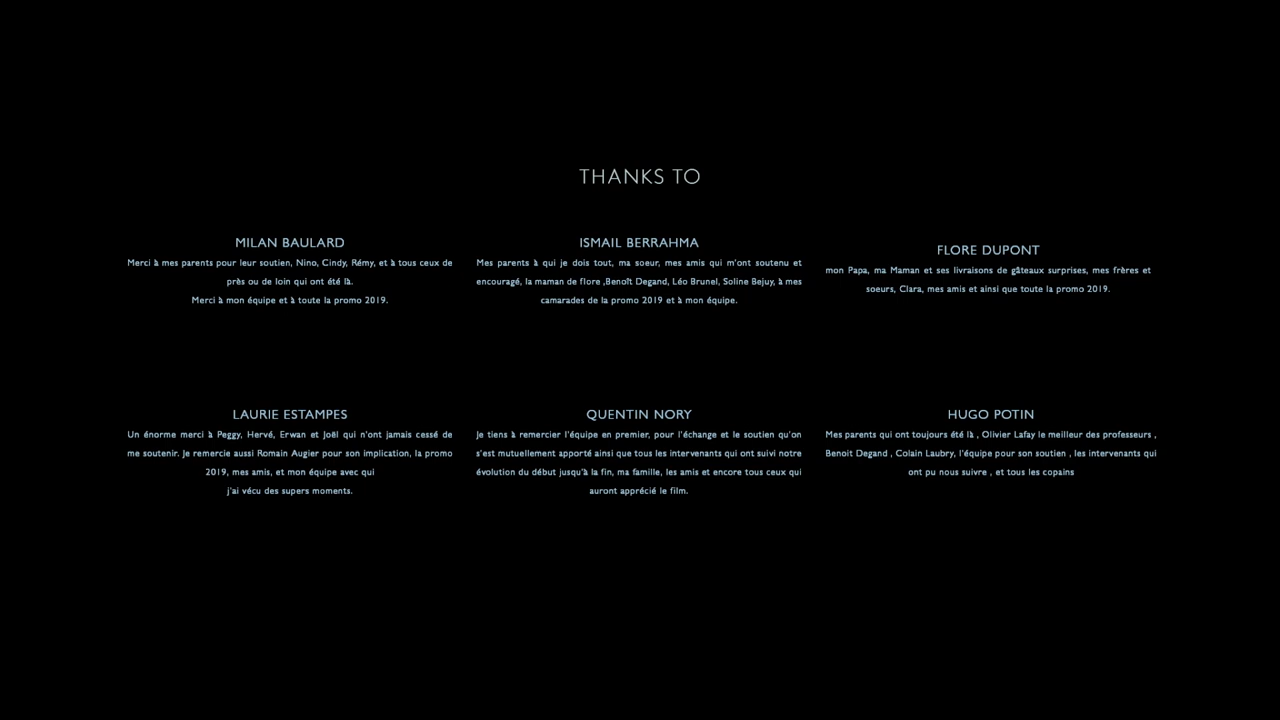 THANKS TO
MILAN BAULARD
Merci à mes parents pour leur soutien, Nino, Cindy, Rémy, et à tous ceux de
près ou de loin qui ont été là.
Merci à mon équipe et à toute la promo 2019.
ISMAIL BERRAHMA
Mes parents à qui je dois tout, ma soeur, mes amis qui m'ont soutenu et
encouragé, la maman de flore ,Benoît Degand, Léo Brunel, Soline Bejuy, à mes
camarades de la promo 2019 et à mon équipe.
FLORE DUPONT
mon Papa, ma Maman et ses livraisons de gâteaux surprises, mes frères et
soeurs, Clara, mes amis et ainsi que toute la promo 2019.
LAURIE ESTAMPES
Un énorme merci à Peggy, Hervé, Erwan et Joël qui n'ont jamais cessé de
me soutenir. Je remercie aussi Romain Augier pour son implication, la promo
2019, mes amis, et mon équipe avec qui
j'ai vécu des supers moments.
QUENTIN NORY
Je tiens à remercier l'équipe en premier, pour l'échange et le soutien qu'on
s'est mutuellement apporté ainsi que tous les intervenants qui ont suivi notre
évolution du début jusqu'à la fin, ma famille, les amis et encore tous ceux qui
auront apprécié le film.
HUGO POTIN
Mes parents qui ont toujours été là , Olivier Lafay le meilleur des professeurs ,
Benoit Degand , Colain Laubry, l'équipe pour son soutien , les intervenants qui
ont pu nous suivre , et tous les copains